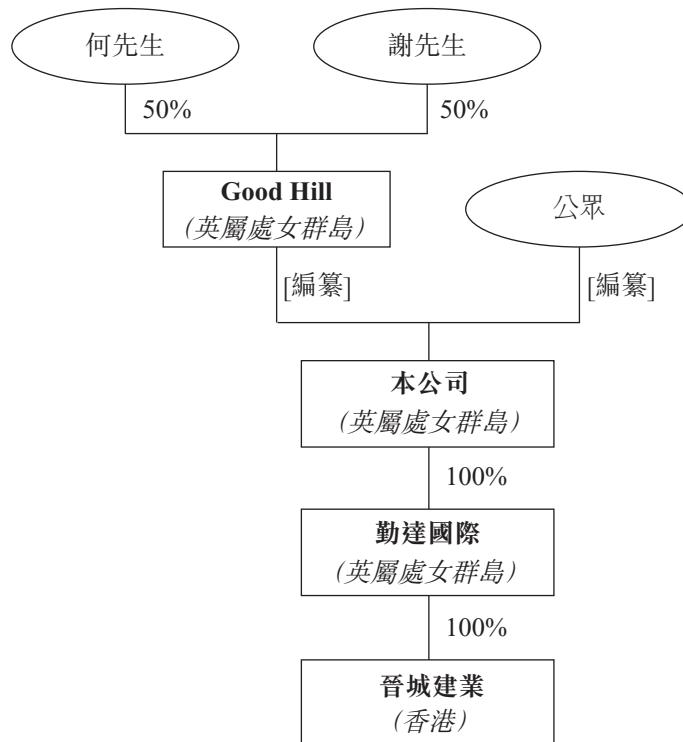 何先生
謝先生
50%
50%
Good Hill
(英屬處女群島)
公眾
[編纂]
[編纂]
本公司
(英屬處女群島)
100%
勤達國際
(英屬處女群島)
100%
晉城建業
(香港)